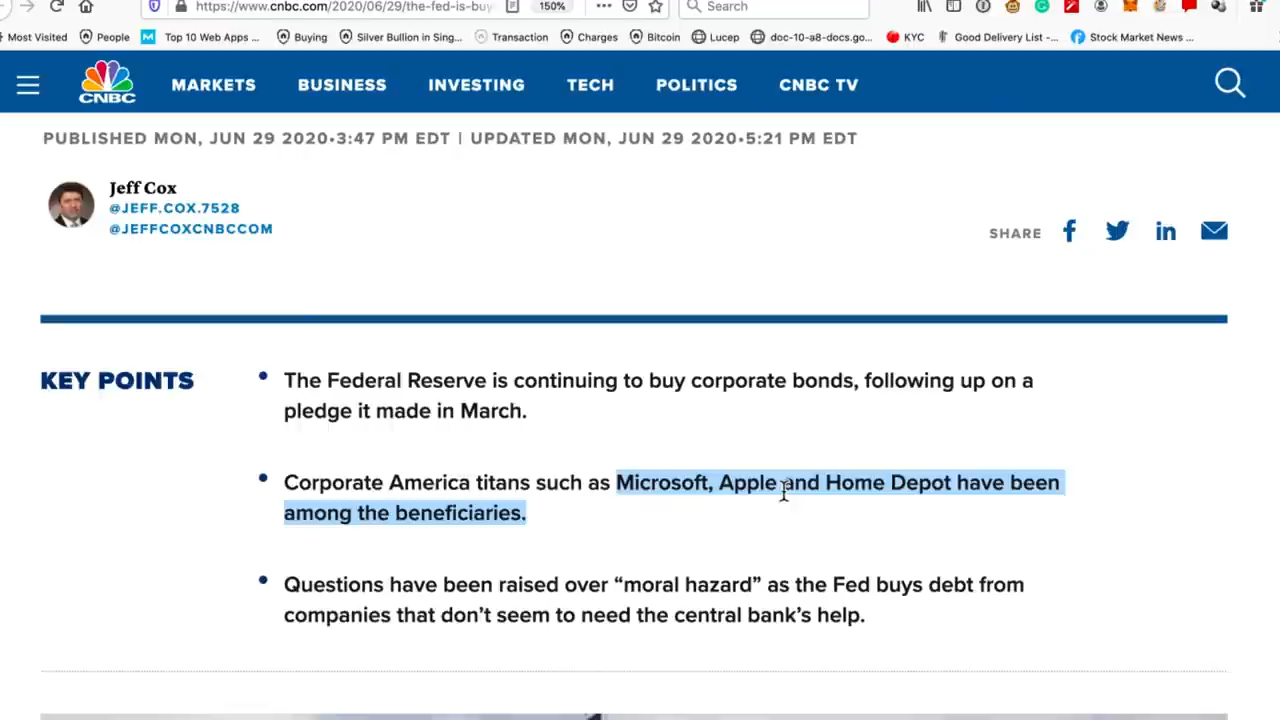 https://www.cnbc.com/2020/06/29/the-fed-is-buy
150%
Search
Most Visited
People
Top 10 Web Apps ...
Buying
Silver Bullion in Sing...
Transaction
Charges
Bitcoin
Lucep
doc-10-a8-docs.go...
KYC
Good Delivery List -...
Stock Market News ...
CNBC
MARKETS
BUSINESS
INVESTING
TECH
POLITICS
CNBC TV
PUBLISHED MON, JUN 29 2020•3:47 PM EDT | UPDATED MON, JUN 29 2020•5:21 PM EDT
Jeff Cox
@JEFF.COX.7528
@JEFFCOXCNBCCOM
SHARE
KEY POINTS
The Federal Reserve is continuing to buy corporate bonds, following up on a
pledge it made in March.
Corporate America titans such as Microsoft, Apple and Home Depot have been
among the beneficiaries.
Questions have been raised over “moral hazard” as the Fed buys debt from
companies that don’t seem to need the central bank’s help.